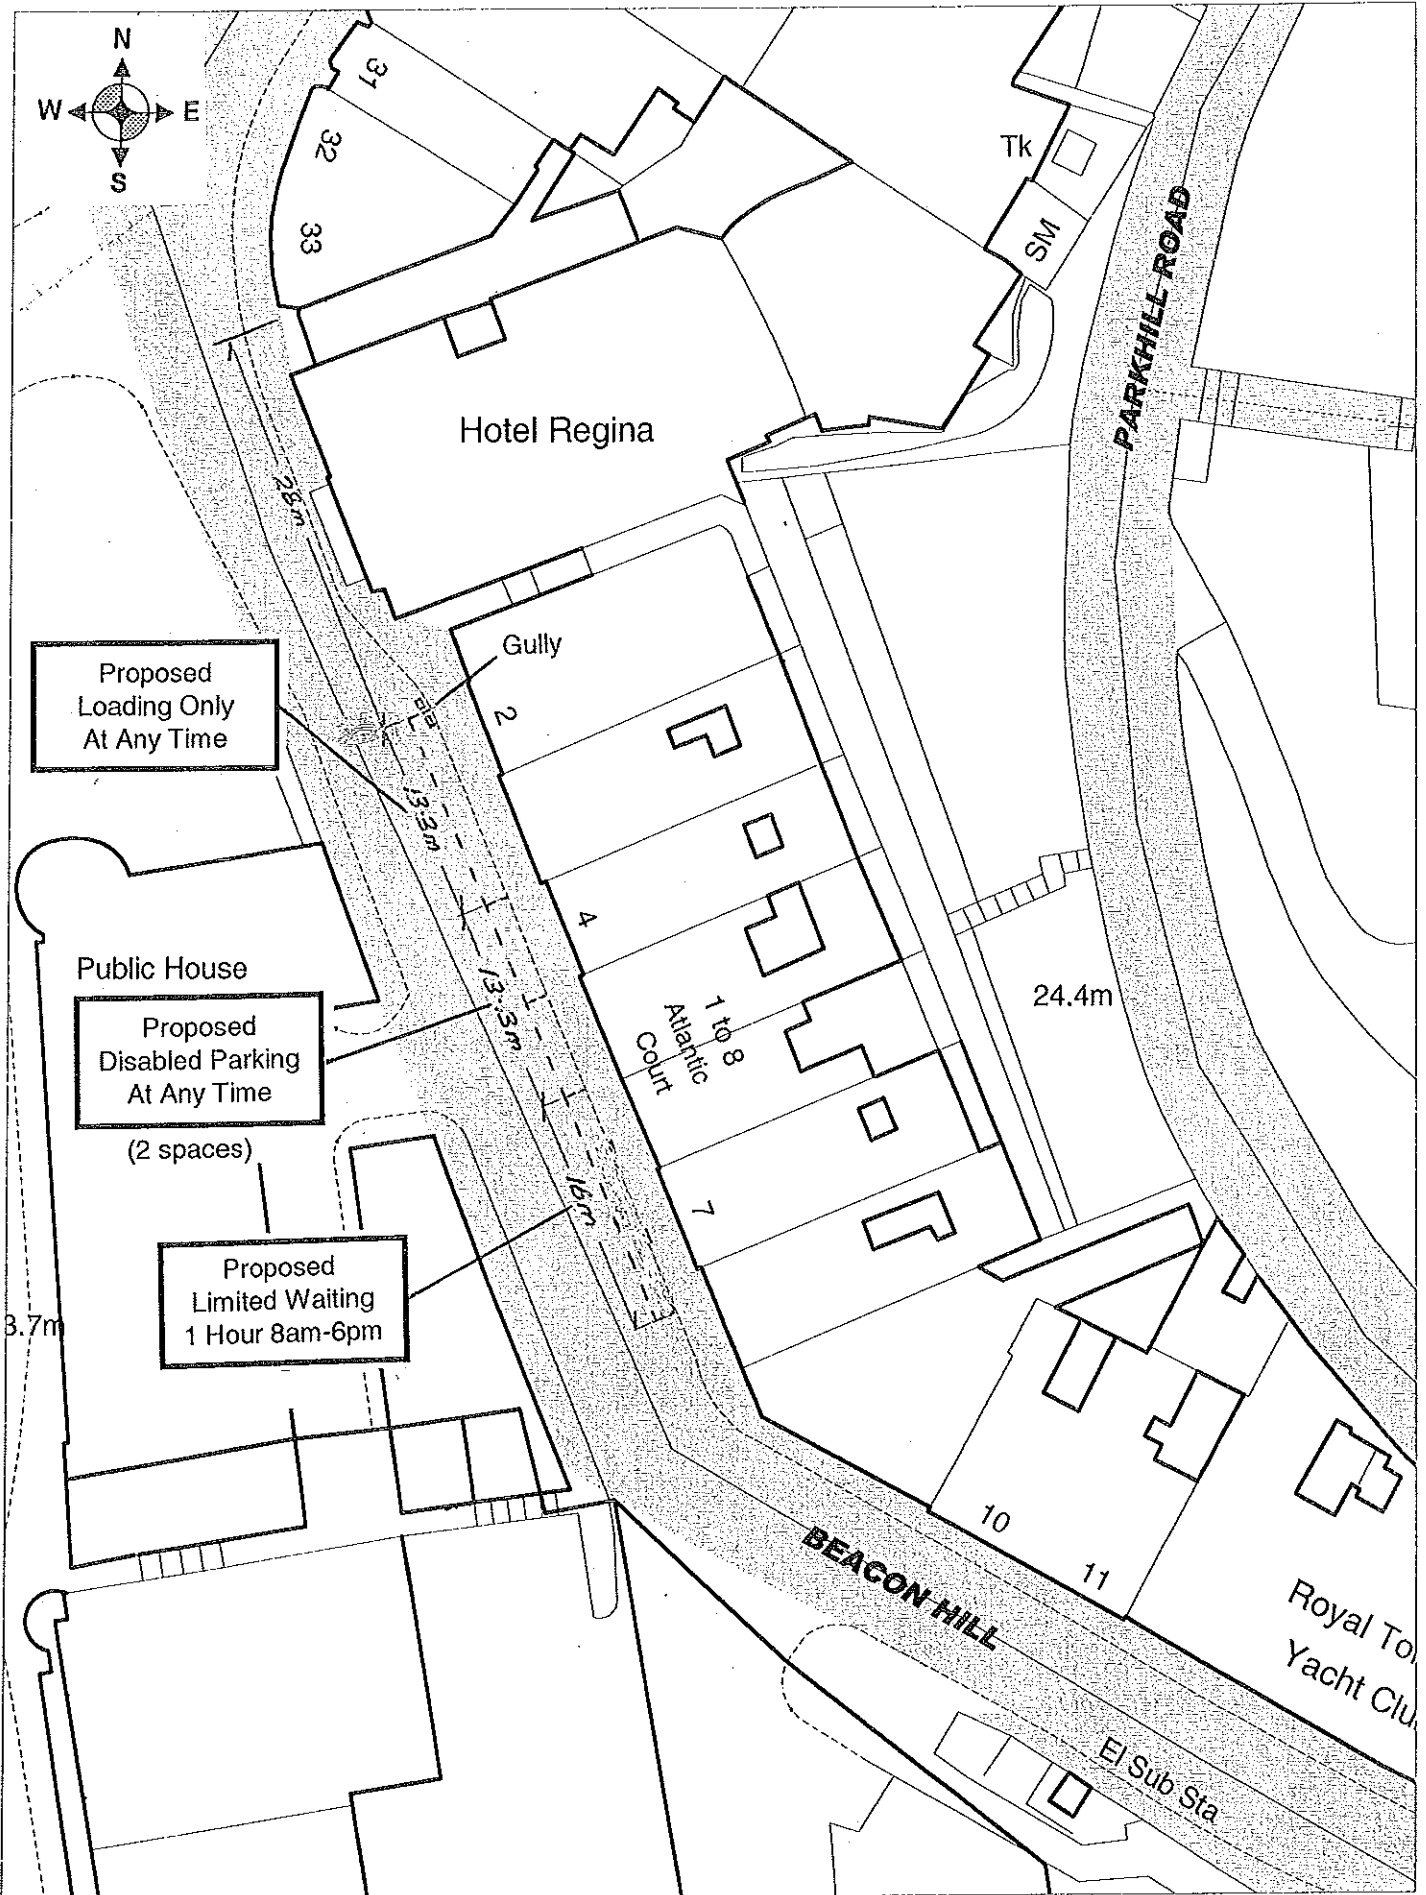 N
W E
S
31
32
33
Tk
SM
PARKHILL ROAD
Hotel Regina
28m
Gully
Proposed
Loading Only
At Any Time
2
13.3m
4
Public House
Proposed
Disabled Parking
At Any Time
(2 spaces)
13.3m
1 to 8
Atlantic
Court
24.4m
7
16m
Proposed
Limited Waiting
1 Hour 8am-6pm
3.7m
10
11
BEACON HILL
Royal To
Yacht Clu
El Sub Sta